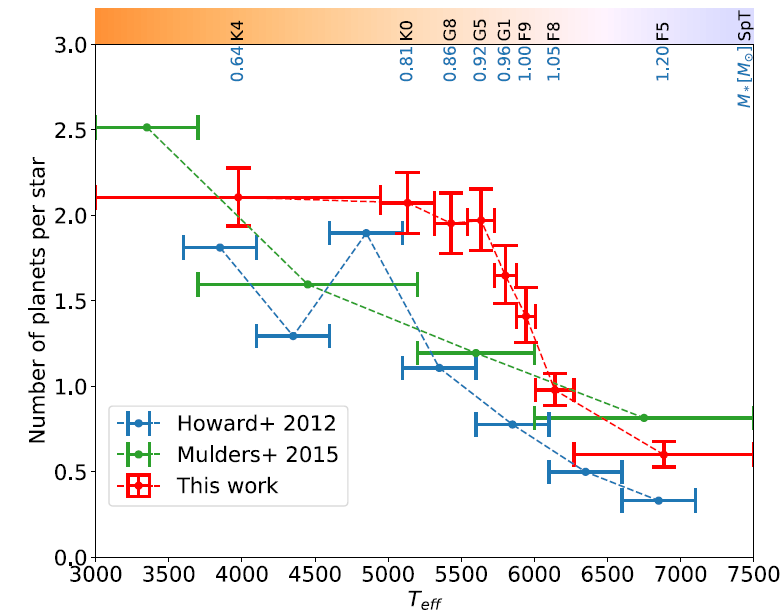 K4 K0 G8 G5 G1 F9 F8 F5 SpT
0.64 0.81 0.86 0.92 0.96 1.00 1.05 1.20 M*[M⊙]
3.0
2.5
2.0
1.5
1.0
0.5
0.0
Number of planets per star
Howard+ 2012
Mulders+ 2015
This work
3000 3500 4000 4500 5000 5500 6000 6500 7000 7500
Teff